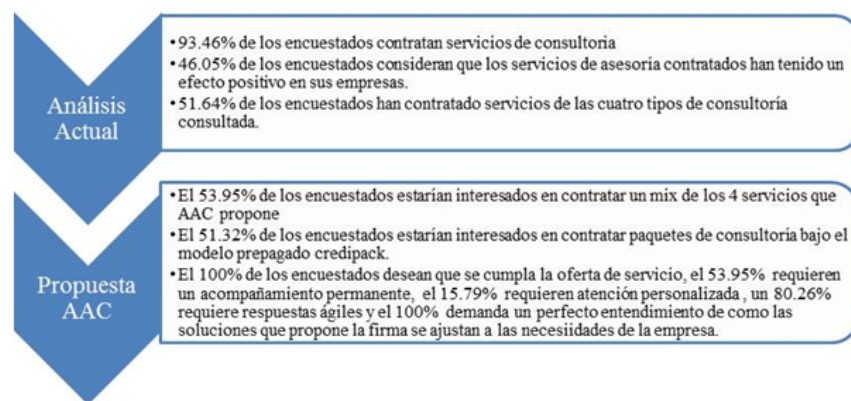 Análisis
Actual
•93.46% de los encuestados contratan servicios de consultoria
•46.05% de los encuestados consideran que los servicios de asesoría contratados han tenido un
efecto positivo en sus empresas.
•51.64% de los encuestados han contratado servicios de las cuatro tipos de consultoría
consultada.
Propuesta
AAC
•El 53.95% de los encuestados estarían interesados en contratar un mix de los 4 servicios que
AAC propone
•El 51.32% de los encuestados estarían interesados en contratar paquetes de consultoría bajo el
modelo prepagado credipack.
•El 100% de los encuestados desean que se cumpla la oferta de servicio, el 53.95% requieren
un acompañamiento permanente, el 15.79% requieren atención personalizada , un 80.26%
requiere respuestas ágiles y el 100% demanda un perfecto entendimiento de como las
soluciones que propone la firma se ajustan a las necesiidades de la empresa.